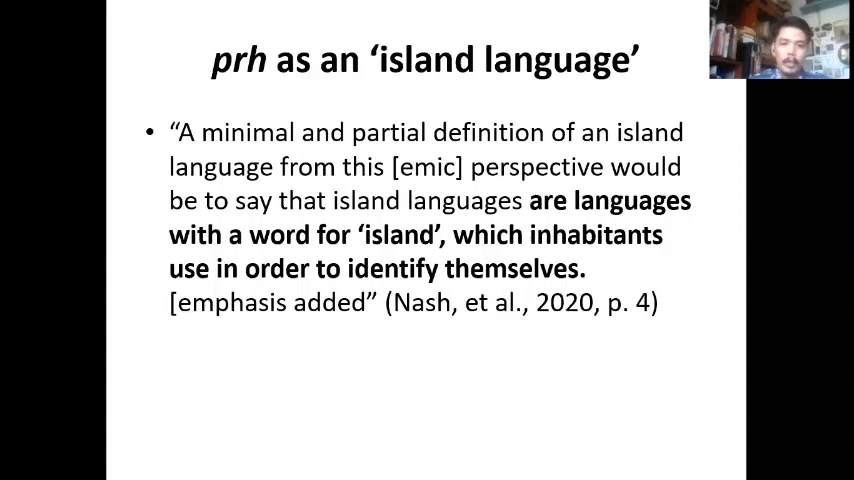 prh as an ‘island language’
• “A minimal and partial definition of an island
language from this [emic] perspective would
be to say that island languages are languages
with a word for ‘island’, which inhabitants
use in order to identify themselves.
[emphasis added” (Nash, et al., 2020, p. 4)